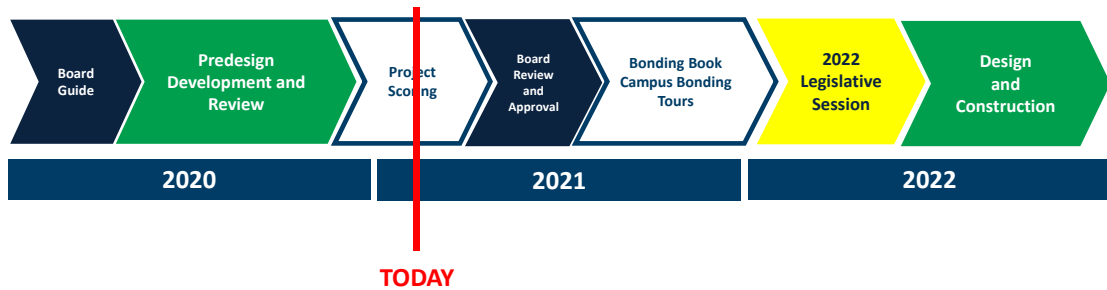 Board
Guide
Predesign
Development and
Review
Project
Scoring
Board
Review
and
Approval
Bonding Book
Campus Bonding
Tours
2022
Legislative
Session
Design
and
Construction
2020
2021
2022
TODAY